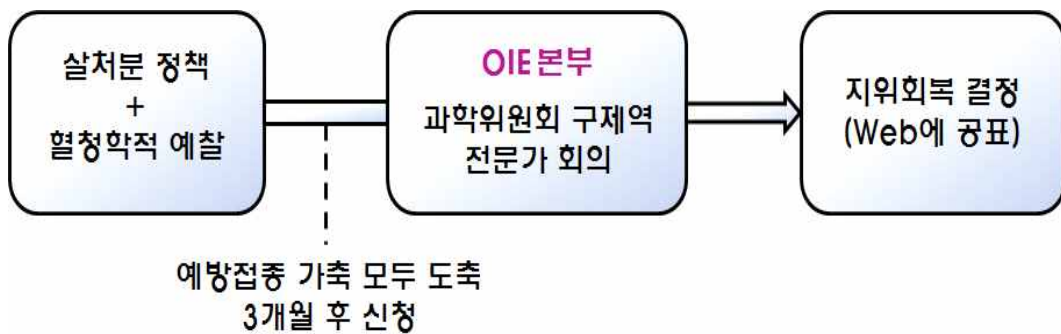 살처분 정책
+
혈청학적 예찰
OIE본부
과학위원회 구제역
전문가 회의
지위회복 결정
(Web에 공표)
예방접종 가축 모두 도축
3개월 후 신청